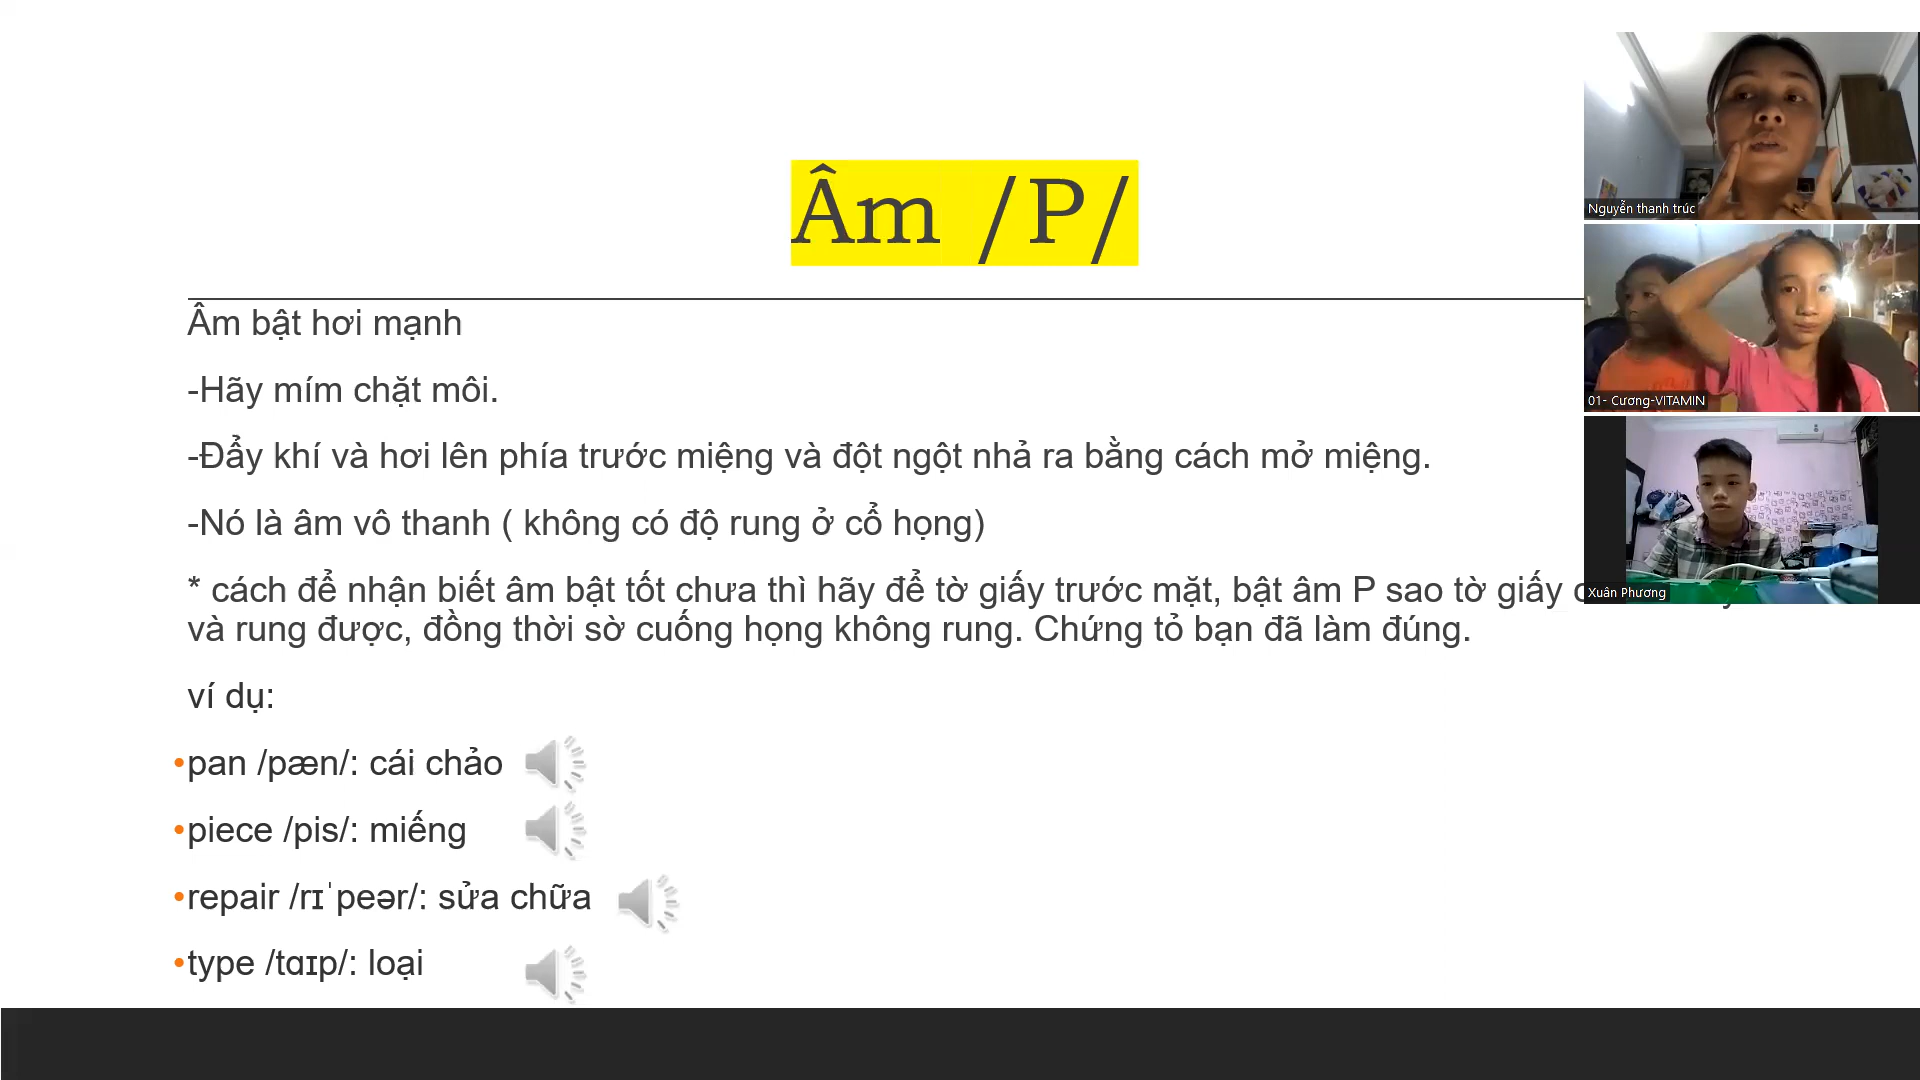 Âm /P/
Âm bật hơi mạnh
-Hãy mím chặt môi.
-Đẩy khí và hơi lên phía trước miệng và đột ngột nhả ra bằng cách mở miệng.
-Nó là âm vô thanh ( không có độ rung ở cổ họng)
* cách để nhận biết âm bật tốt chưa thì hãy để tờ giấy trước mặt, bật âm P sao tờ giấy
và rung được, đồng thời sờ cuống họng không rung. Chứng tỏ bạn đã làm đúng.
ví dụ:
•pan /pæn/: cái chảo
•piece /pis/: miếng
•repair /rɪˈpeər/: sửa chữa
•type /tɑɪp/: loại
Nguyễn thanh trúc
01- Cương-VITAMIN
Xuân Phương